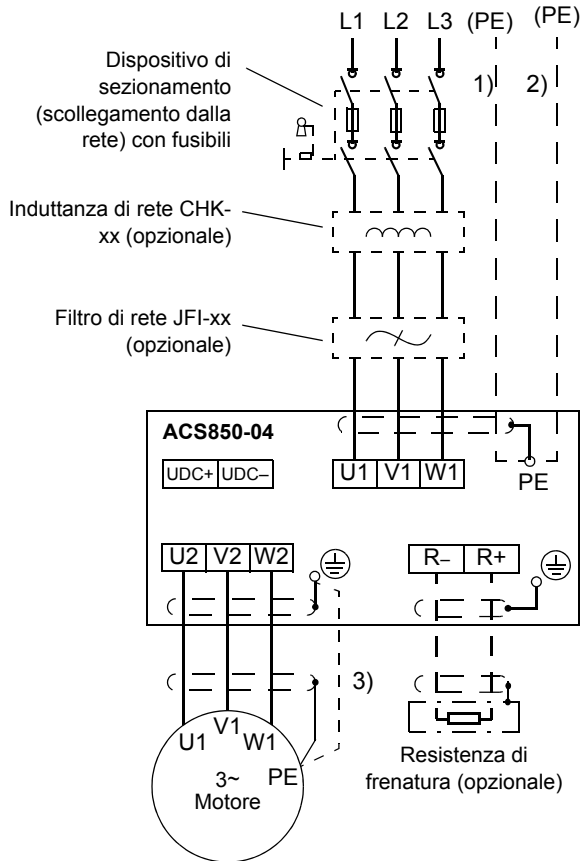 L1 L2 L3 (PE) (PE)
Dispositivo di
sezionamento
(scollegamento dalla
rete) con fusibili
1) 2)
Induttanza di rete CHK-
xx (opzionale)
Filtro di rete JFI-xx
(opzionale)
ACS850-04
UDC+ UDC–
U1 V1 W1
PE
U2 V2 W2
R– R+
3)
U1 V1 W1
PE
3~
Motore
Resistenza di
frenatura (opzionale)